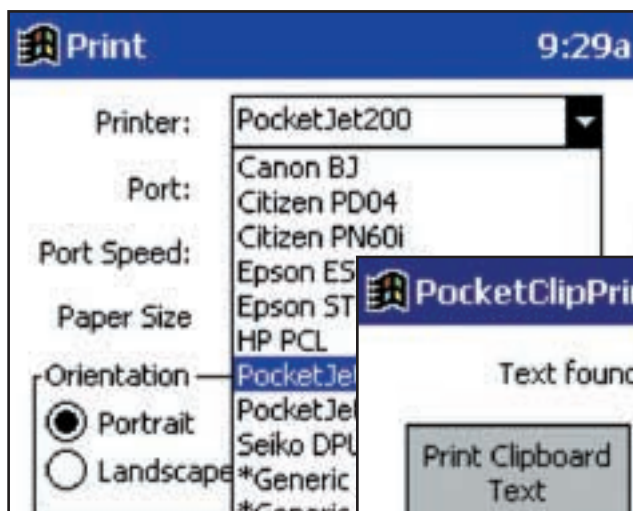 Print 9:29a
Printer: PocketJet200
Port:
Port Speed:
Paper Size
Orientation
Portrait
Landscape
Canon BJ
Citizen PD04
Citizen PN60i
Epson ES
Epson ST
HP PCL
PocketJe
PocketJe
Seiko DPU
*Generic
*Generic
PocketClipPri
Text found
Print Clipboard
Text